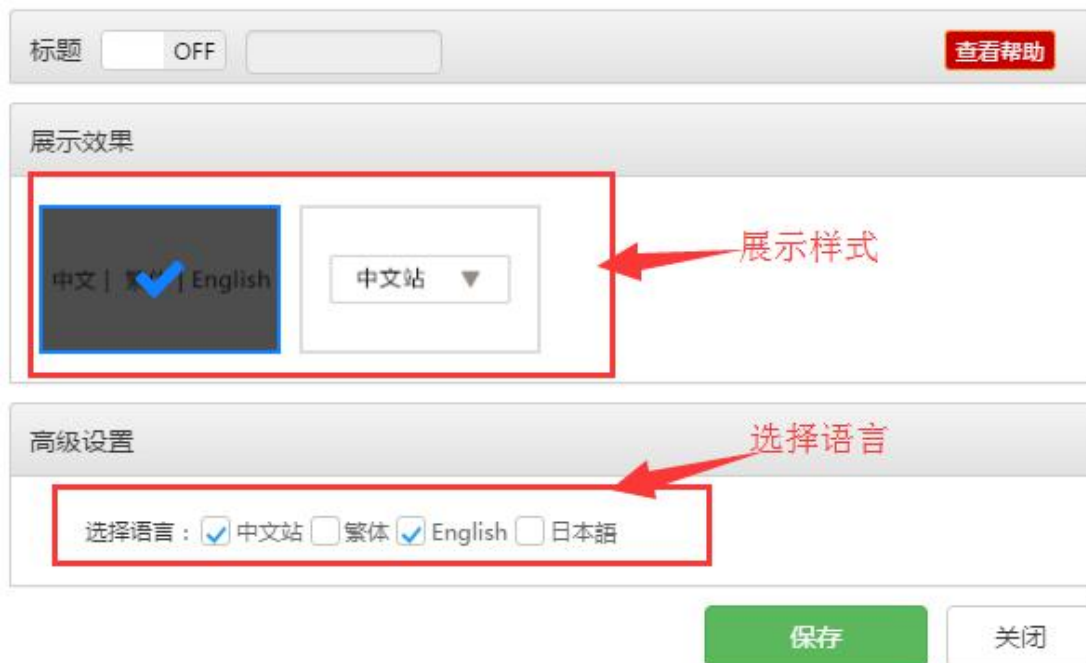 标题 OFF 查看帮助
展示效果
中文 | 繁体 | English 中文站 ▼ 展示样式
高级设置 选择语言
选择语言：中文站 繁体 English 日本語
保存 关闭